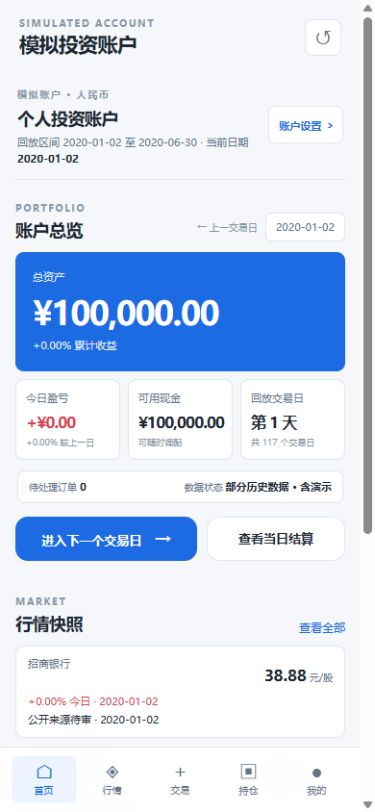 SIMULATED ACCOUNT
模拟投资账户
模拟账户 • 人民币
个人投资账户
账户设置 ›
回放区间 2020-01-02 至 2020-06-30 · 当前日期
2020-01-02
PORTFOLIO
账户总览
← 上一交易日
2020-01-02
总资产
¥100,000.00
+0.00% 累计收益
今日盈亏
+¥0.00
+0.00% 较上一日
可用现金
¥100,000.00
可随时调配
回放交易日
第 1 天
共 117 个交易日
待处理订单 0
数据状态 部分历史数据 • 含演示
进入下一个交易日 →
查看当日结算
MARKET
行情快照
查看全部
招商银行
38.88 元/股
+0.00% 今日 · 2020-01-02
公开来源待审 · 2020-01-02
首页
行情
交易
持仓
我的